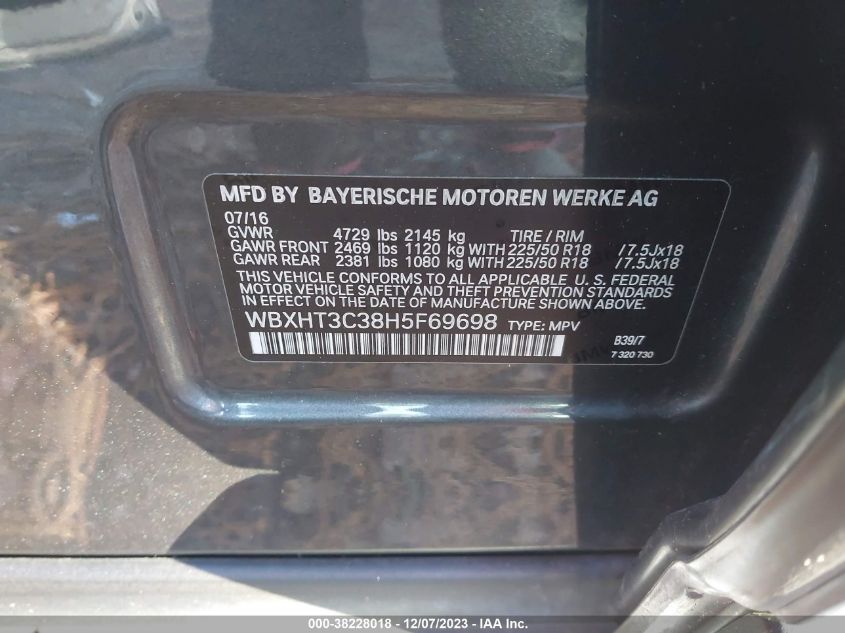 MFD BY BAYERISCHE MOTOREN WERKE AG
07/16
GVWR 4729 lbs 2145 kg TIRE / RIM
GAWR FRONT 2469 lbs 1120 kg WITH 225/50 R18 /7.5Jx18
GAWR REAR 2381 lbs 1080 kg WITH 225/50 R18 /7.5Jx18
THIS VEHICLE CONFORMS TO ALL APPLICABLE U. S. FEDERAL
MOTOR VEHICLE SAFETY AND THEFT PREVENTION STANDARDS
IN EFFECT ON THE DATE OF MANUFACTURE SHOWN ABOVE.
WBXHT3C38H5F69698 TYPE: MPV
B39/7
7 320 730
000-38228018 - 12/07/2023 - IAA Inc.